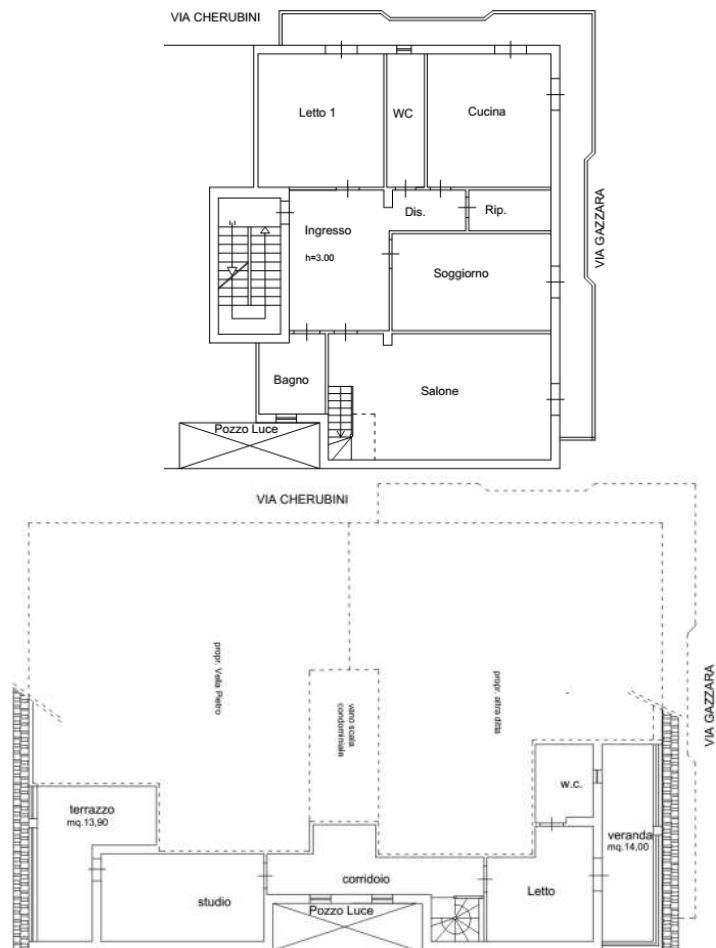 VIA CHERUBINI
Letto 1
WC
Cucina
Dis.
Rip.
Ingresso
h=3.00
Soggiorno
VIA GAZZARA
Bagno
Salone
Pozzo Luce
VIA CHERUBINI
propr. Vella Pietro
vano scala
condominiale
propr. altra ditta
VIA GAZZARA
terrazzo
mq.13,90
w.c.
veranda
mq.14,00
studio
corridoio
Letto
Pozzo Luce